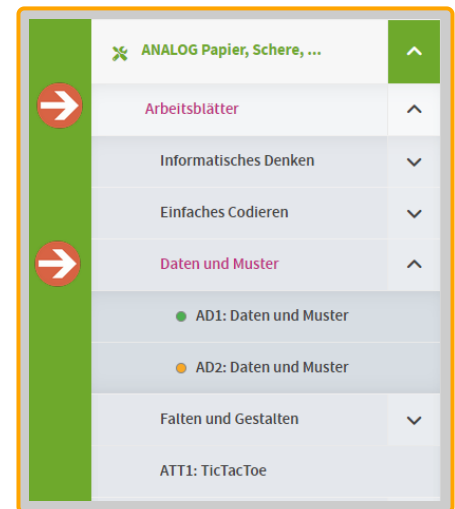 ANALOG Papier, Schere, ...
Arbeitsblätter
Informatisches Denken
Einfaches Codieren
Daten und Muster
AD1: Daten und Muster
AD2: Daten und Muster
Falten und Gestalten
ATT1: TicTacToe